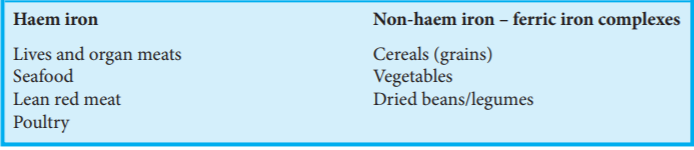 Haem iron
Lives and organ meats
Seafood
Lean red meat
Poultry
Non-haem iron – ferric iron complexes
Cereals (grains)
Vegetables
Dried beans/legumes